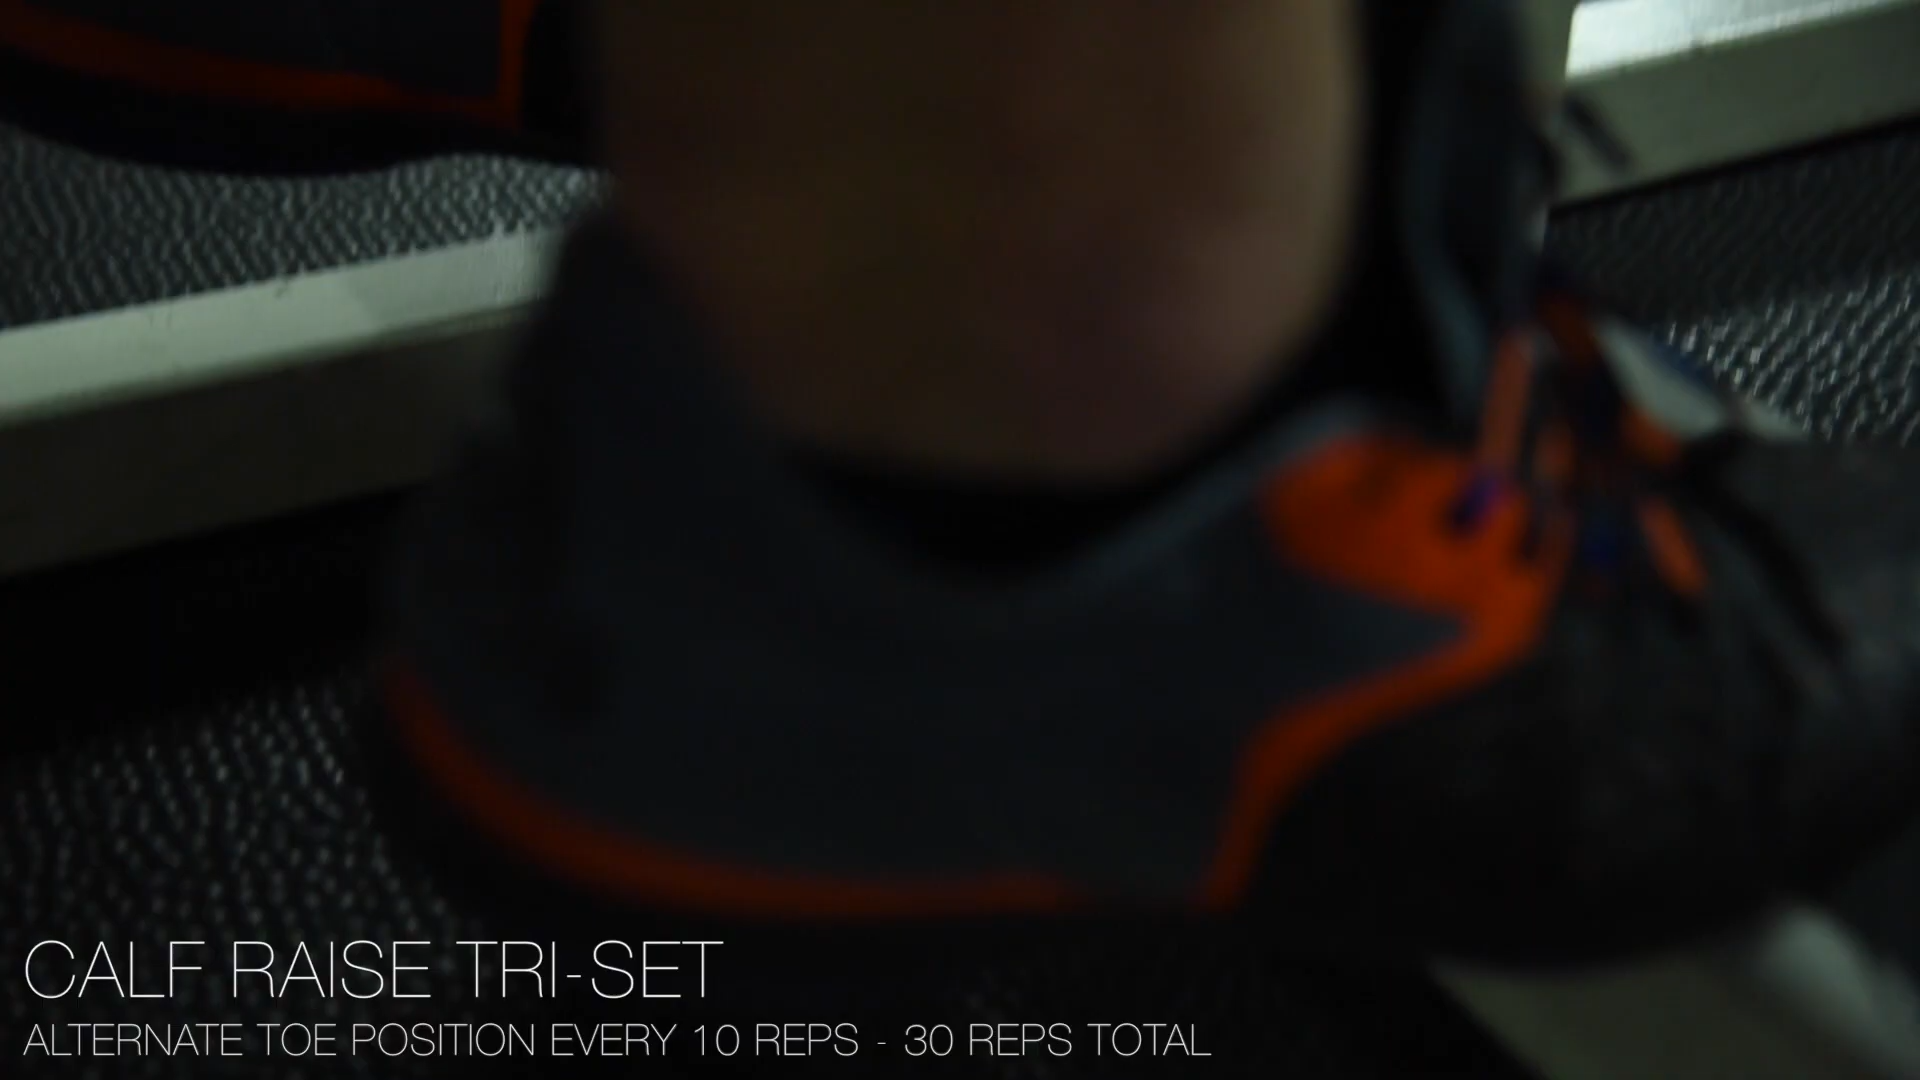 CALF RAISE TRI-SET
ALTERNATE TOE POSITION EVERY 10 REPS - 30 REPS TOTAL